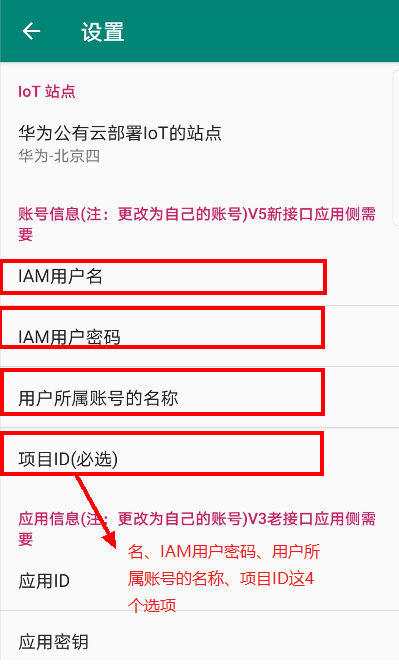 设置
IoT 站点
华为公有云部署IoT的站点
华为-北京四
账号信息(注：更改为自己的账号)V5新接口应用侧需
要
IAM用户名
IAM用户密码
用户所属账号的名称
项目ID(必选)
应用信息(注：更改为自己的账号)V3老接口应用侧需
要
名、IAM用户密码、用户所
属账号的名称、项目ID这4
个选项
应用ID
应用密钥